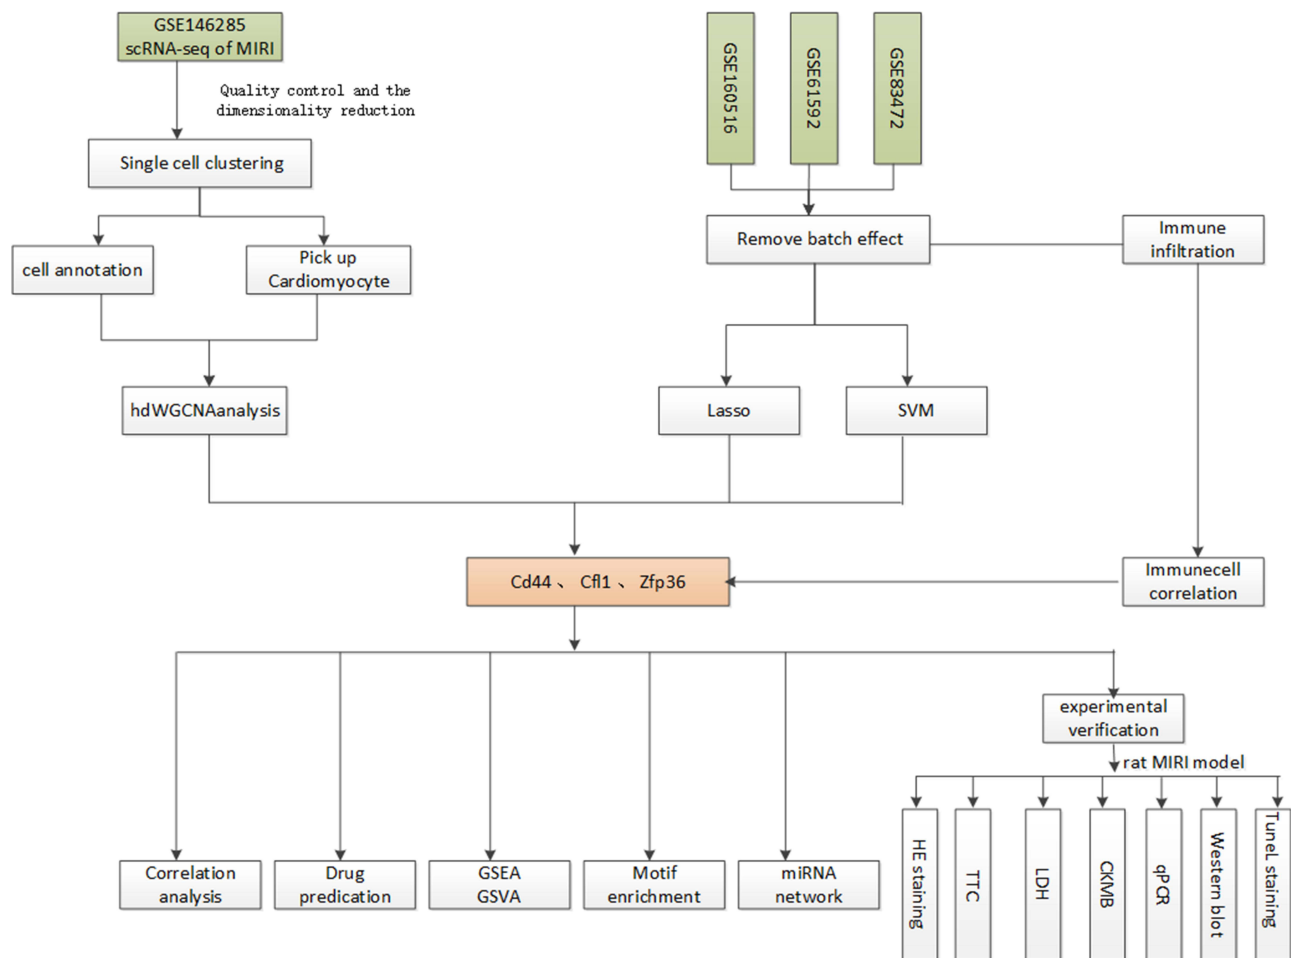 GSE146285
scRNA-seq of MIRI
Quality control and the
dimensionality reduction
Single cell clustering
cell annotation
Pick up
Cardiomyocyte
hdWGCNAanalysis
GSE160516
GSE61592
GSE83472
Remove batch effect
Immune
infiltration
Lasso
SVM
Cd44 、 Cfl1 、 Zfp36
Immunecell
correlation
experimental
verification
rat MIRI model
Correlation
analysis
Drug
predication
GSEA
GSVA
Motif
enrichment
miRNA
network
HE staining
TTC
LDH
CKMB
qPCR
Western blot
TuneL staining